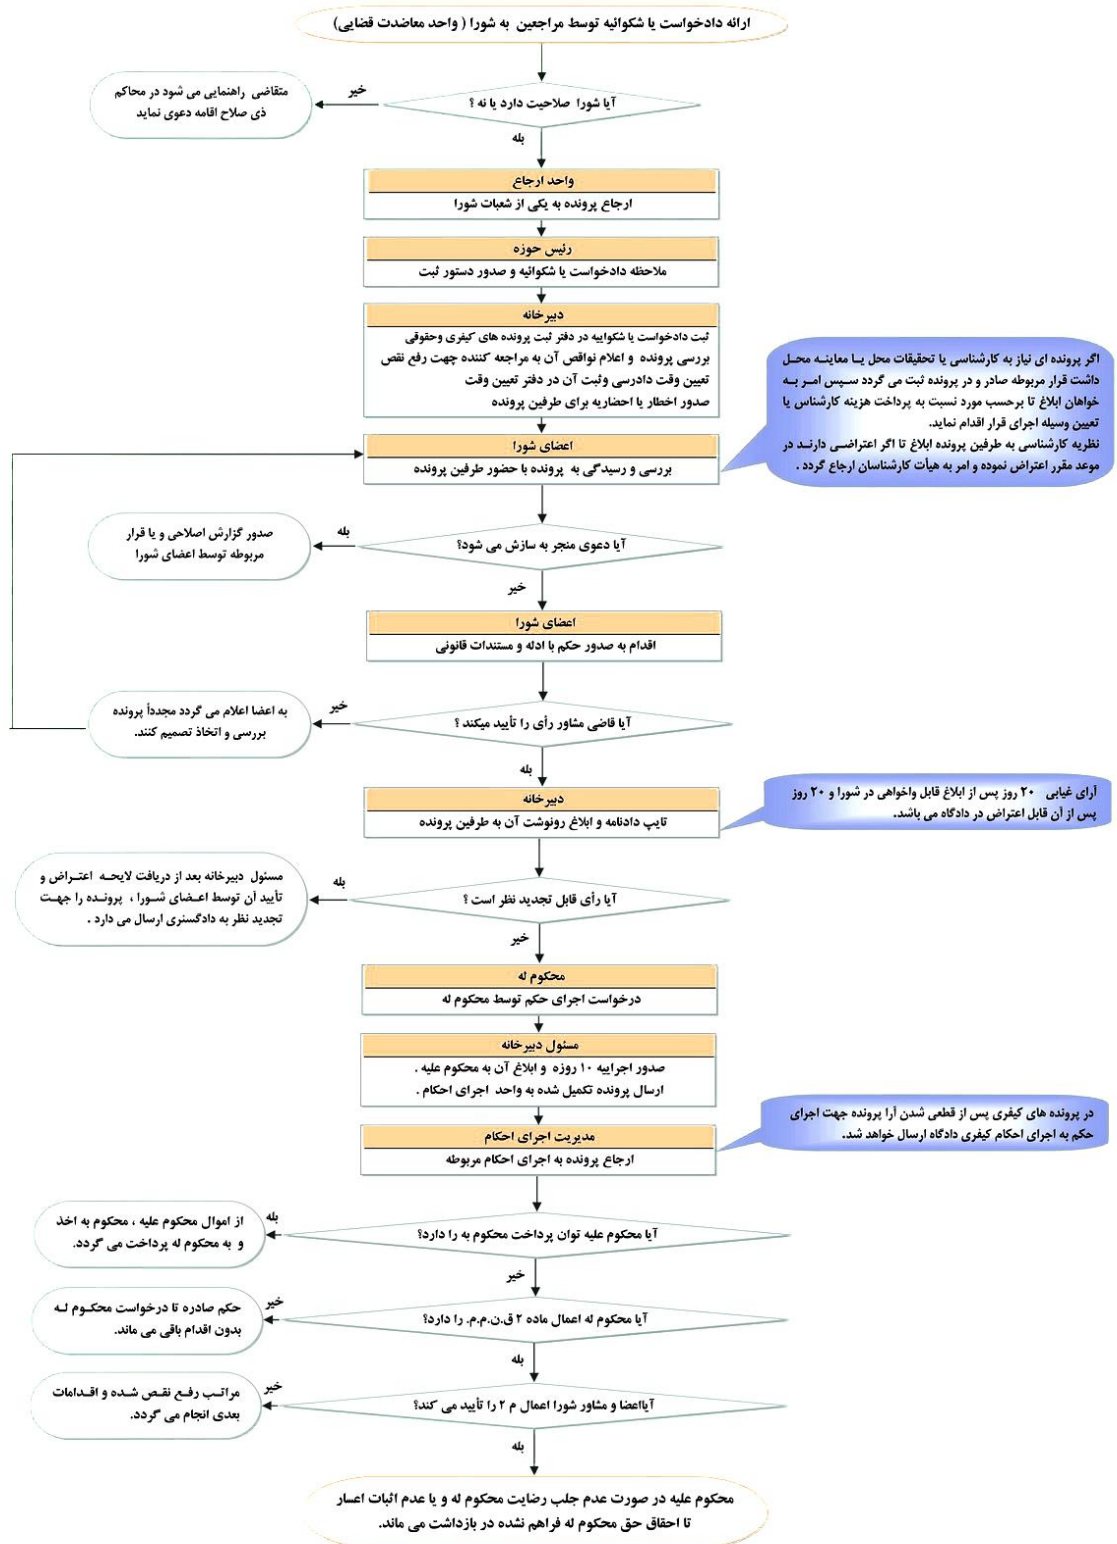 ارائه دادخواست یا شکوائیه توسط مراجعین به شورا ( واحد معاضدت قضایی)
آیا شورا صلاحیت دارد یا نه ؟
خیر
متقاضی راهنمایی می شود در محاکم
ذی صلاح اقامه دعوی نماید
بله
واحد ارجاع
ارجاع پرونده به یکی از شعبات شورا
رئیس حوزه
ملاحظه دادخواست یا شکوائیه و صدور دستور ثبت
دبیرخانه
ثبت دادخواست یا شکواییه در دفتر ثبت پرونده های کیفری وحقوقی
بررسی پرونده و اعلام نواقص آن به مراجعه کننده جهت رفع نقص
تعیین وقت دادرسی وثبت آن در دفتر تعیین وقت
صدور اخطار یا احضاریه برای طرفین پرونده
اگر پرونده ای نیاز به کارشناسی یا تحقیقات محل یـا معاینـه محـل
داشت قرار مربوطه صادر و در پرونده ثبت می گردد سـپس امـر بـه
خواهان ابلاغ تا برحسب مورد نسبت به پرداخت هزینه کارشناس یا
تعیین وسیله اجرای قرار اقدام نماید.
نظریه کارشناسی به طرفین پرونده ابلاغ تا اگر اعتراضـی دارنـد در
موعد مقرر اعتراض نموده و امر به هیأت کارشناسان ارجاع گردد .
اعضای شورا
بررسی و رسیدگی به پرونده با حضور طرفین پرونده
آیا دعوی منجر به سازش می شود؟
بله
صدور گزارش اصلاحی و یا قرار
مربوطه توسط اعضای شورا
خیر
اعضای شورا
اقدام به صدور حکم با ادله و مستندات قانونی
آیا قاضی مشاور رأی را تأیید میکند ؟
خیر
به اعضا اعلام می گردد مجدداً پرونده
بررسی و اتخاذ تصمیم کنند.
بله
دبیرخانه
تایپ دادنامه و ابلاغ رونوشت آن به طرفین پرونده
آرای غیابی ۲۰ روز پس از ابلاغ قابل واخواهی در شورا و ۲۰ روز
پس از آن قابل اعتراض در دادگاه می باشد.
آیا رأی قابل تجدید نظر است ؟
بله
مسئول دبیرخانه بعد از دریافت لایحـه اعتـراض و
تأیید آن توسط اعـضای شـورا ، پرونـده را جهـت
تجدید نظر به دادگستری ارسال می دارد .
خیر
محکوم له
درخواست اجرای حکم توسط محکوم له
مسئول دبیرخانه
صدور اجراییه ۱۰ روزه و ابلاغ آن به محکوم علیه .
ارسال پرونده تکمیل شده به واحد اجرای احکام .
مدیریت اجرای احکام
ارجاع پرونده به اجرای احکام مربوطه
در پرونده های کیفری پس از قطعی شدن آرا پرونده جهت اجرای
حکم به اجرای احکام کیفری دادگاه ارسال خواهد شد.
آیا محکوم علیه توان پرداخت محکوم به را دارد؟
بله
از اموال محکوم علیه ، محکوم به اخذ
و به محکوم له پرداخت می گردد.
خیر
آیا محکوم له اعمال ماده ۲ ق.ن.م.م. را دارد؟
خیر
حکم صادره تا درخواست محکـوم لـه
بدون اقدام باقی می ماند.
بله
آیااعضا و مشاور شورا اعمال م ۲ را تأیید می کند؟
خیر
مراتـب رفـع نقـص شـده و اقـدامات
بعدی انجام می گردد.
بله
محکوم علیه در صورت عدم جلب رضایت محکوم له و یا عدم اثبات اعسار
تا احقاق حق محکوم له فراهم نشده در بازداشت می ماند.